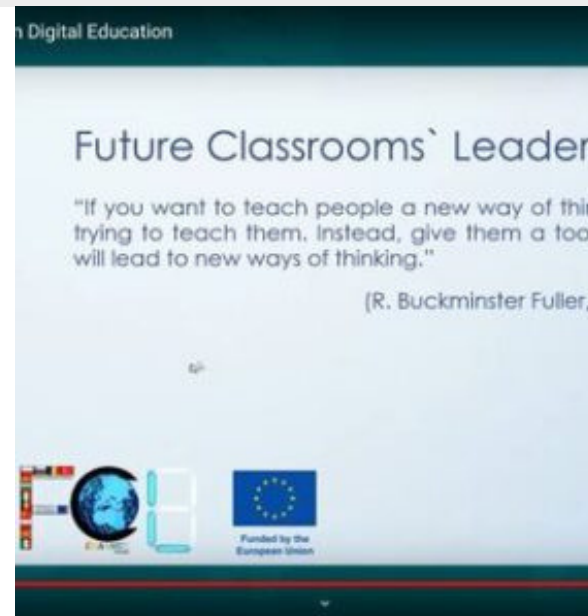 n Digital Education
Future Classrooms` Leader
"If you want to teach people a new way of thi
trying to teach them. Instead, give them a too
will lead to new ways of thinking."
(R. Buckminster Fuller,
FCL
Funded by the
European Union